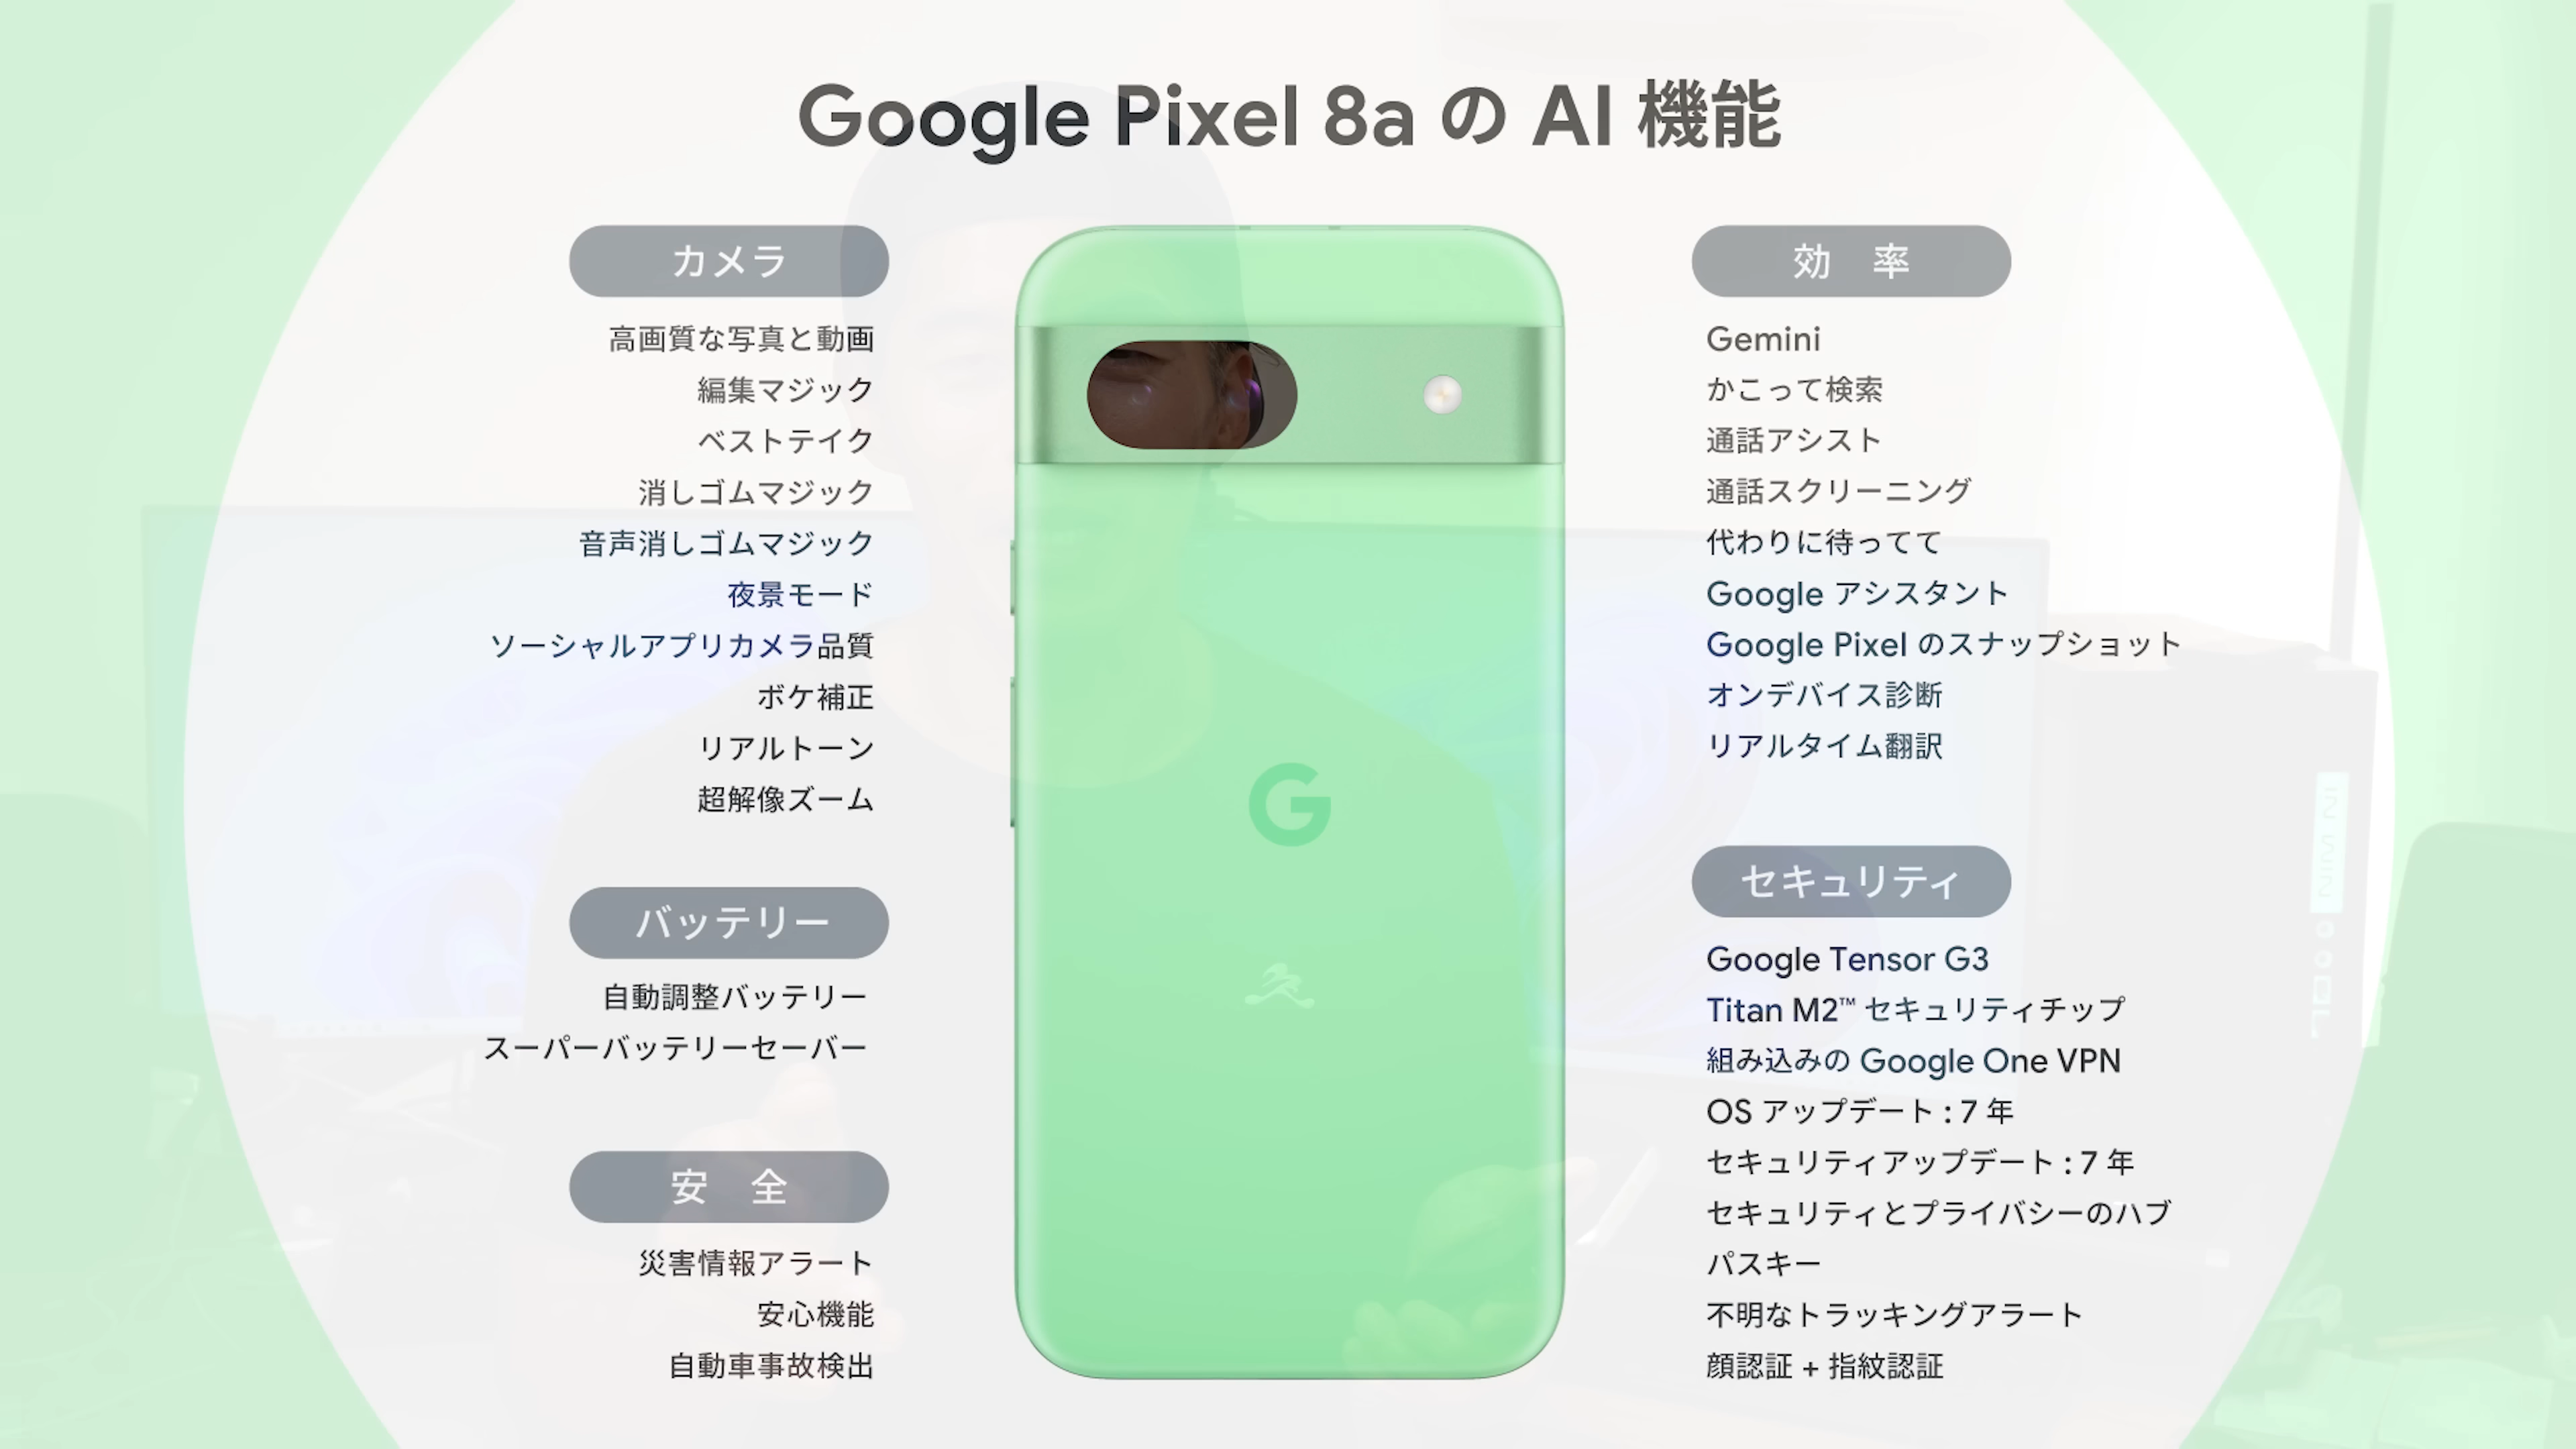 Google Pixel 8a の AI 機能
カメラ
高画質な写真と動画
編集マジック
ベストテイク
消しゴムマジック
音声消しゴムマジック
夜景モード
ソーシャルアプリカメラ品質
ボケ補正
リアルトーン
超解像ズーム
バッテリー
自動調整バッテリー
スーパーバッテリーセーバー
安 全
災害情報アラート
安心機能
自動車事故検出
G
効 率
Gemini
かこって検索
通話アシスト
通話スクリーニング
代わりに待ってて
Google アシスタント
Google Pixel のスナップショット
オンデバイス診断
リアルタイム翻訳
セキュリティ
Google Tensor G3
Titan M2™ セキュリティチップ
組み込みの Google One VPN
OS アップデート : 7 年
セキュリティアップデート : 7 年
セキュリティとプライバシーのハブ
パスキー
不明なトラッキングアラート
顔認証 + 指紋認証